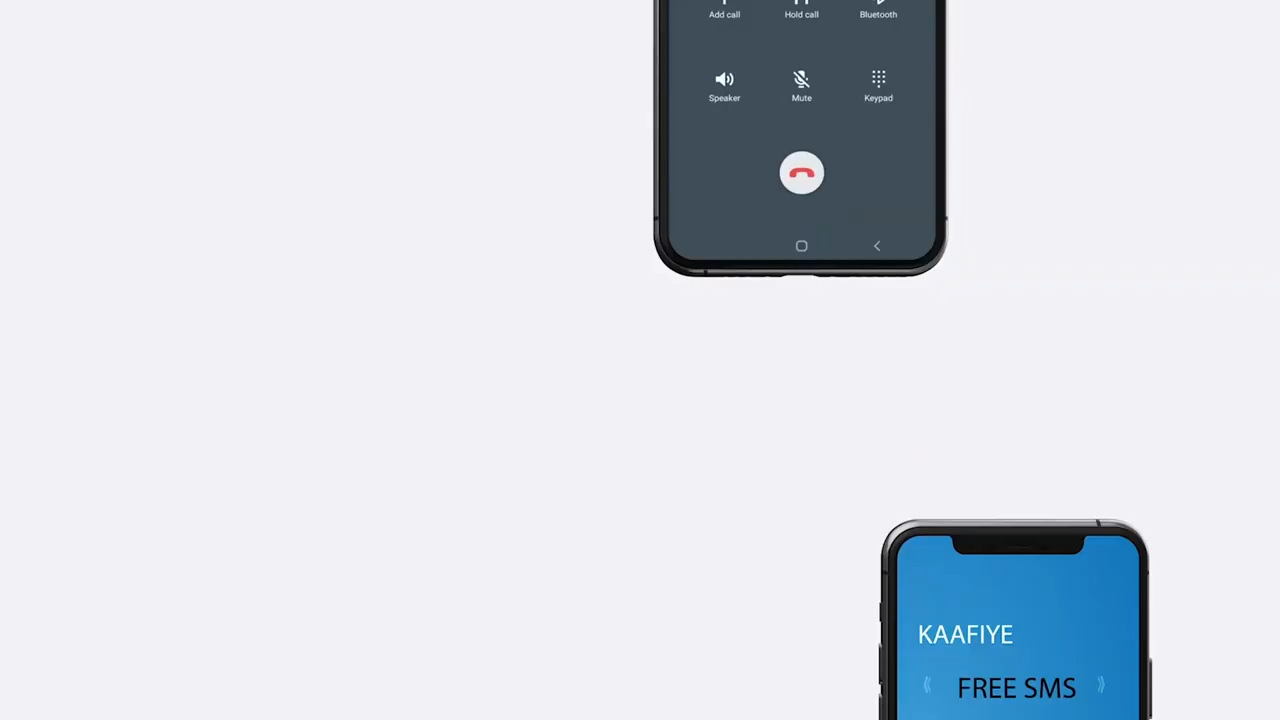 Add call Hold call Bluetooth
Speaker Mute Keypad
KAAFIYE
FREE SMS